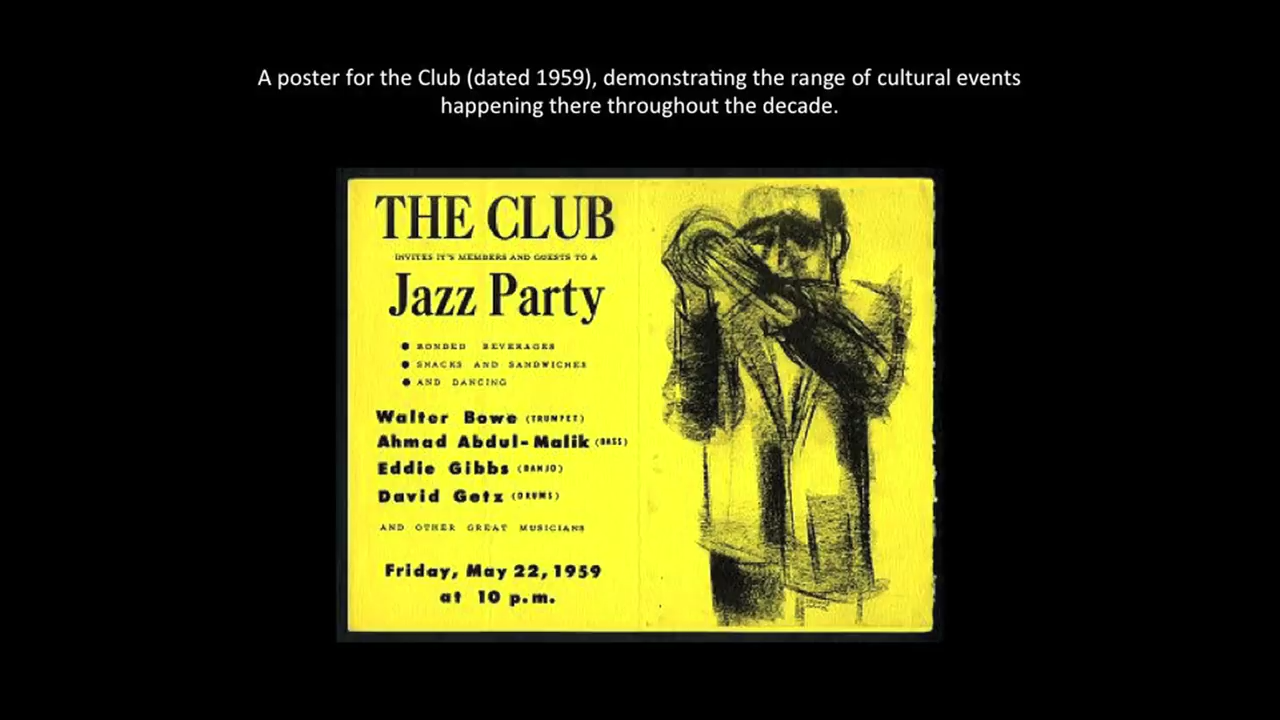 A poster for the Club (dated 1959), demonstrating the range of cultural events
happening there throughout the decade.
THE CLUB
INVITES IT'S MEMBERS AND GUESTS TO A
Jazz Party
● BONDED BEVERAGES
● SNACKS AND SANDWICHES
● AND DANCING
Walter Bowe (TRUMPET)
Ahmad Abdul-Malik (BASS)
Eddie Gibbs (BANJO)
David Getz (DRUMS)
AND OTHER GREAT MUSICIANS
Friday, May 22, 1959
at 10 p.m.